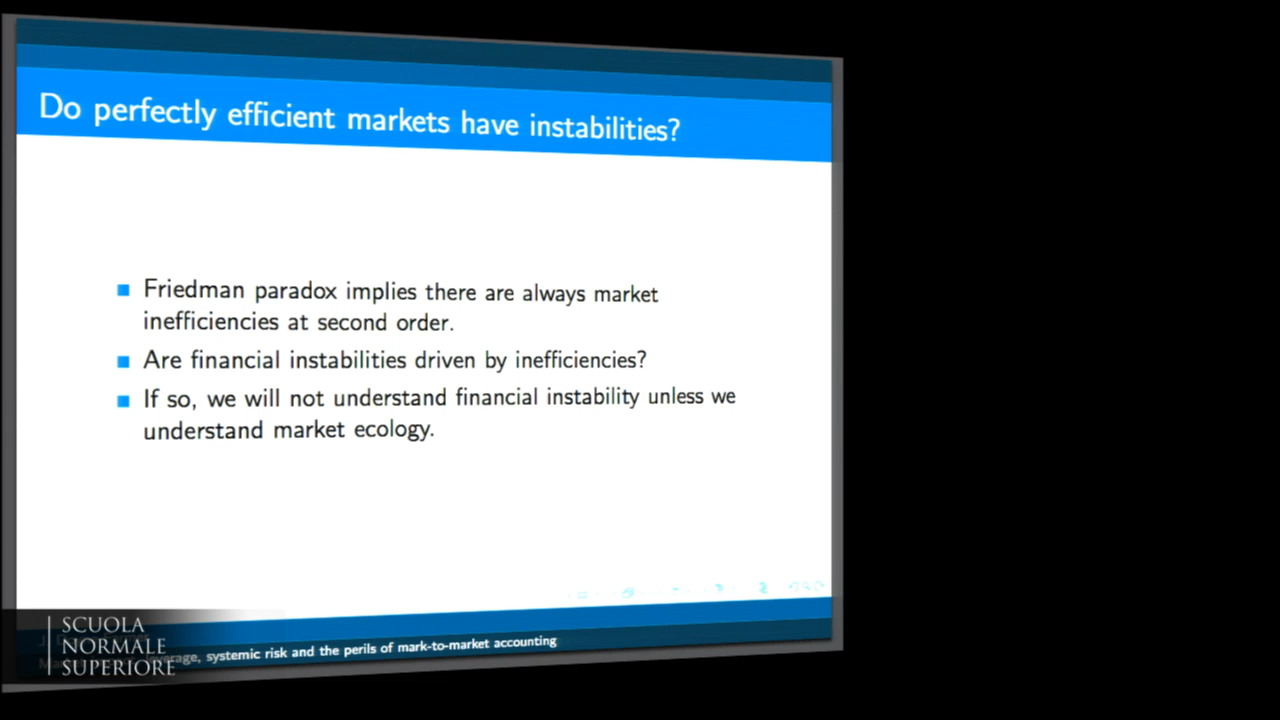 Do perfectly efficient markets have instabilities?
Friedman paradox implies there are always market
inefficiencies at second order.
Are financial instabilities driven by inefficiencies?
If so, we will not understand financial instability unless we
understand market ecology.
systemic risk and the perils of mark-to-market accounting
SCUOLA
NORMALE
SUPERIORE